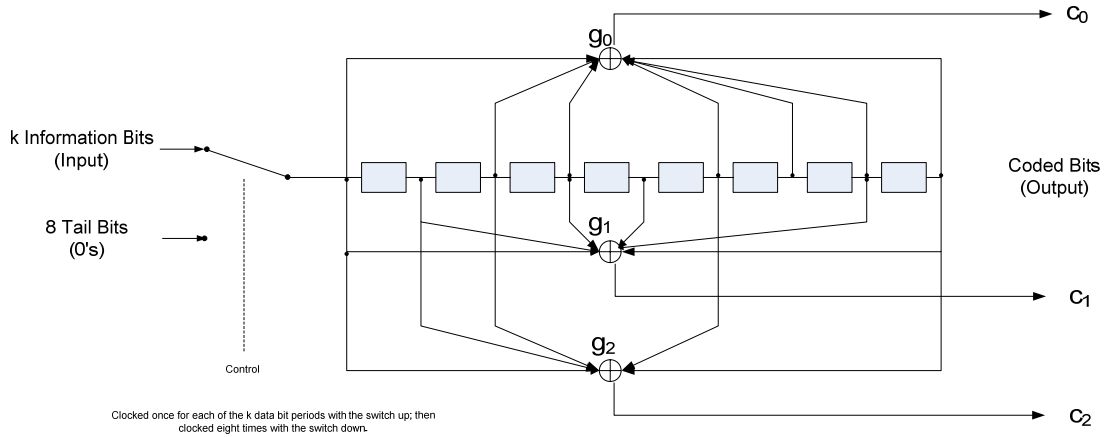 c0
g0
k Information Bits
(Input)
Coded Bits
(Output)
8 Tail Bits
(0's)
g1
c1
g2
Control
c2
Clocked once for each of the k data bit periods with the switch up; then
clocked eight times with the switch down.